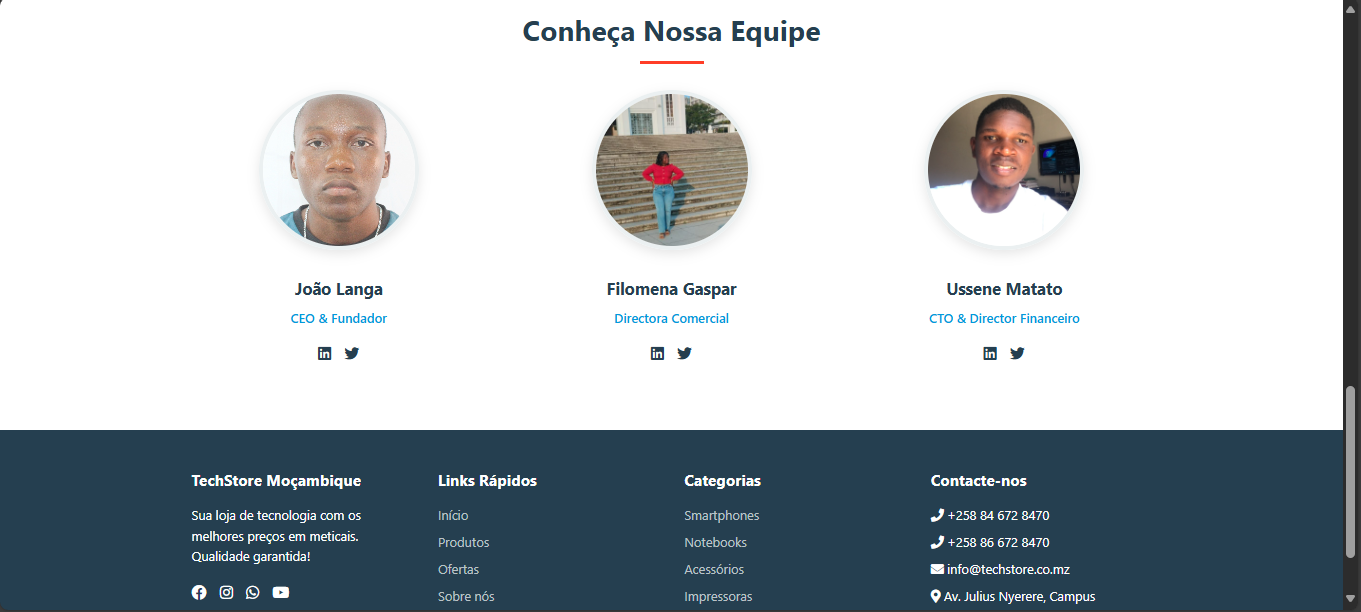 Conheça Nossa Equipe
João Langa
CEO & Fundador
Filomena Gaspar
Directora Comercial
Ussene Matato
CTO & Director Financeiro
TechStore Moçambique
Sua loja de tecnologia com os
melhores preços em meticais.
Qualidade garantida!
Links Rápidos
Início
Produtos
Ofertas
Sobre nós
Categorias
Smartphones
Notebooks
Acessórios
Impressoras
Contacte-nos
+258 84 672 8470
+258 86 672 8470
info@techstore.co.mz
Av. Julius Nyerere, Campus